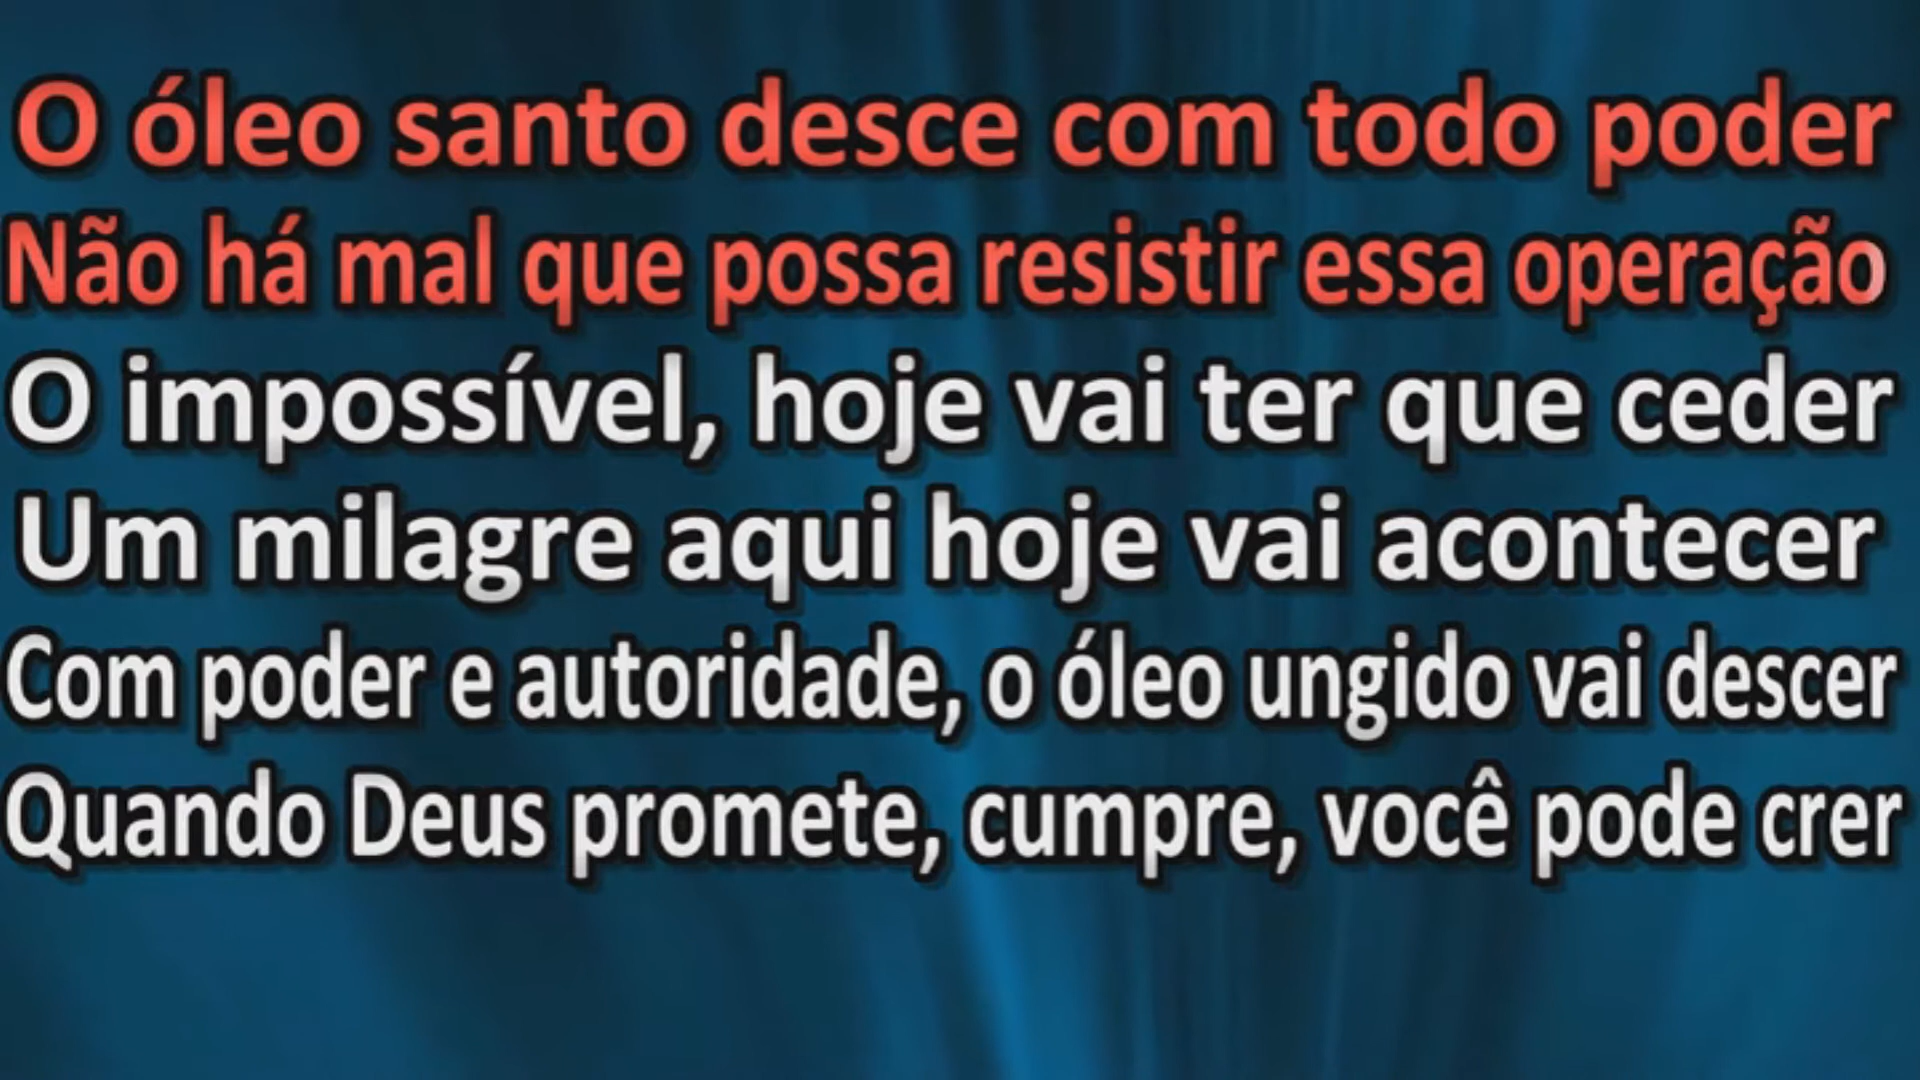 O óleo santo desce com todo poder
Não há mal que possa resistir essa operação
O impossível, hoje vai ter que ceder
Um milagre aqui hoje vai acontecer
Com poder e autoridade, o óleo ungido vai descer
Quando Deus promete, cumpre, você pode crer